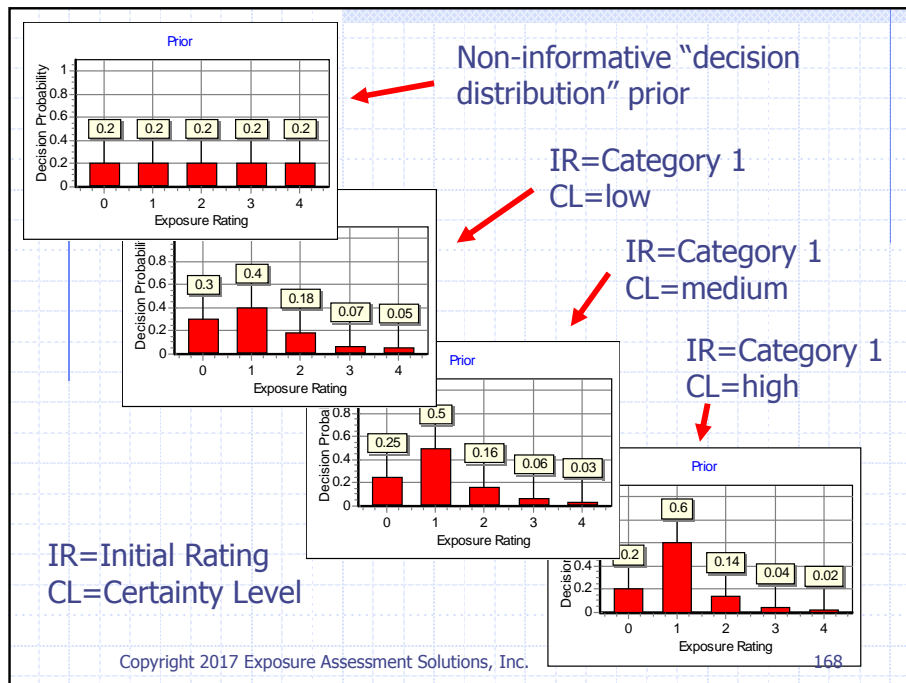 Prior
Decision Probability
1
0.8
0.6
0.4
0.2
0
0.2 0.2 0.2 0.2 0.2
0 1 2 3 4
Exposure Rating
Non-informative “decision
distribution” prior
IR=Category 1
CL=low
Decision Probabili
0.8
0.6
0.4
0.2
0
0.3 0.4 0.18 0.07 0.05
0 1 2 3 4
Exposure Rating
IR=Category 1
CL=medium
Prior
Decision Proba
0.8
0.6
0.4
0.2
0
0.25 0.5 0.16 0.06 0.03
0 1 2 3 4
Exposure Rating
IR=Category 1
CL=high
Prior
Decision
0.4
0.2
0
0.2 0.6 0.14 0.04 0.02
0 1 2 3 4
Exposure Rating
IR=Initial Rating
CL=Certainty Level
Copyright 2017 Exposure Assessment Solutions, Inc.
168